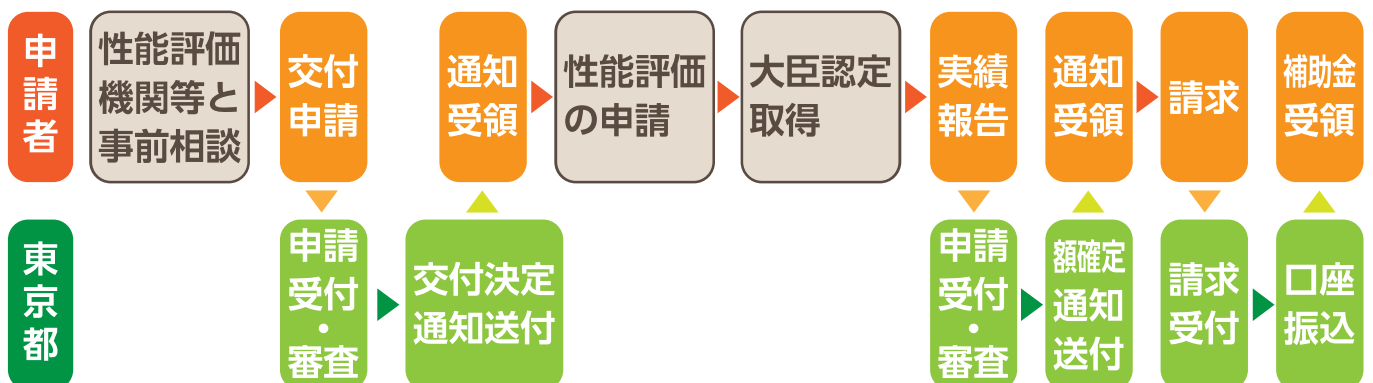 申請者
性能評価
機関等と
事前相談
交付
申請
通知
受領
性能評価
の申請
大臣認定
取得
実績
報告
通知
受領
請求
補助金
受領
東京都
申請
受付
・
審査
交付決定
通知送付
申請
受付
・
審査
額確定
通知
送付
請求
受付
口座
振込